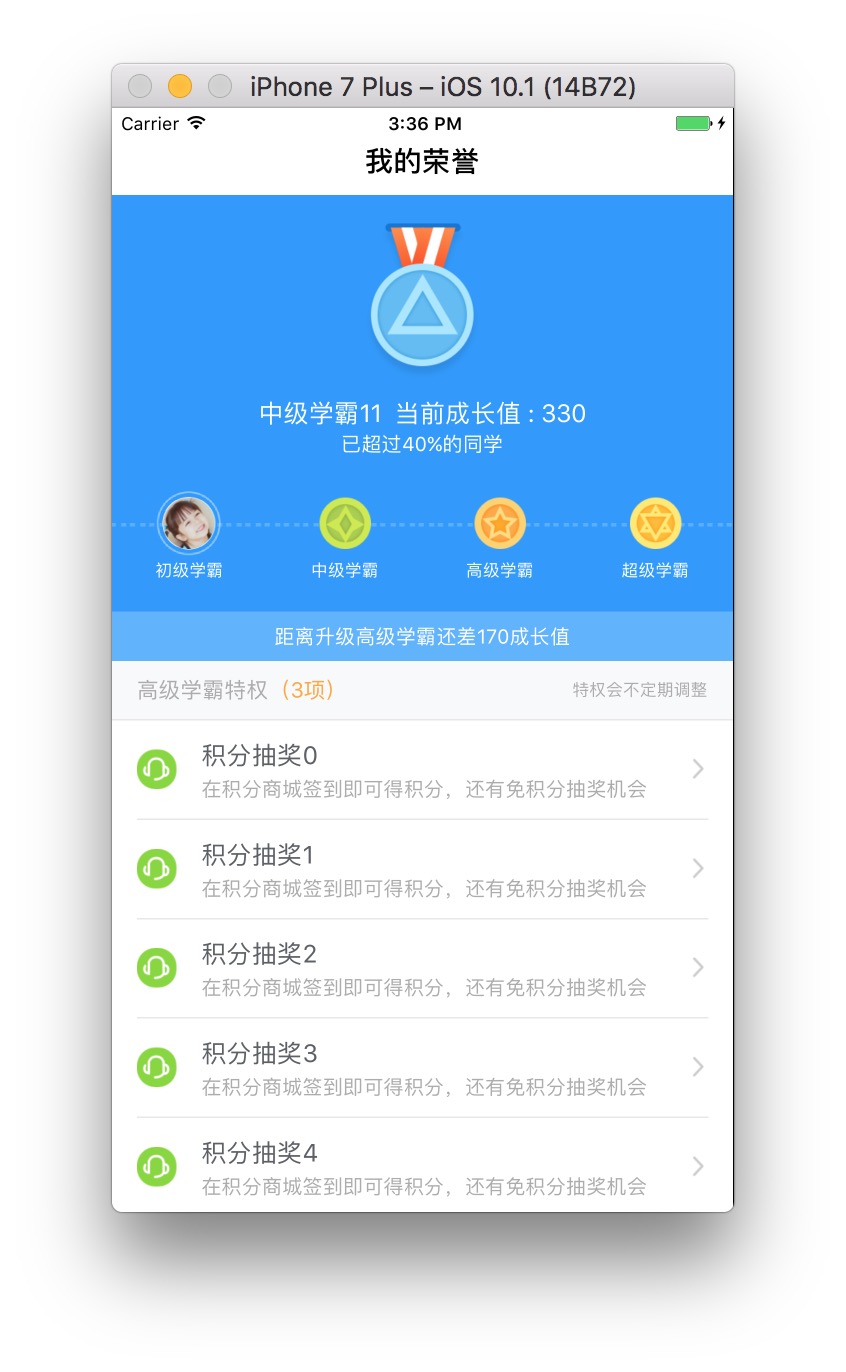 iPhone 7 Plus – iOS 10.1 (14B72)
Carrier 3:36 PM
我的荣誉
中级学霸11 当前成长值 : 330
已超过40%的同学
初级学霸 中级学霸 高级学霸 超级学霸
距离升级高级学霸还差170成长值
高级学霸特权（3项） 特权会不定期调整
积分抽奖0
在积分商城签到即可得积分，还有免积分抽奖机会
积分抽奖1
在积分商城签到即可得积分，还有免积分抽奖机会
积分抽奖2
在积分商城签到即可得积分，还有免积分抽奖机会
积分抽奖3
在积分商城签到即可得积分，还有免积分抽奖机会
积分抽奖4
在积分商城签到即可得积分，还有免积分抽奖机会